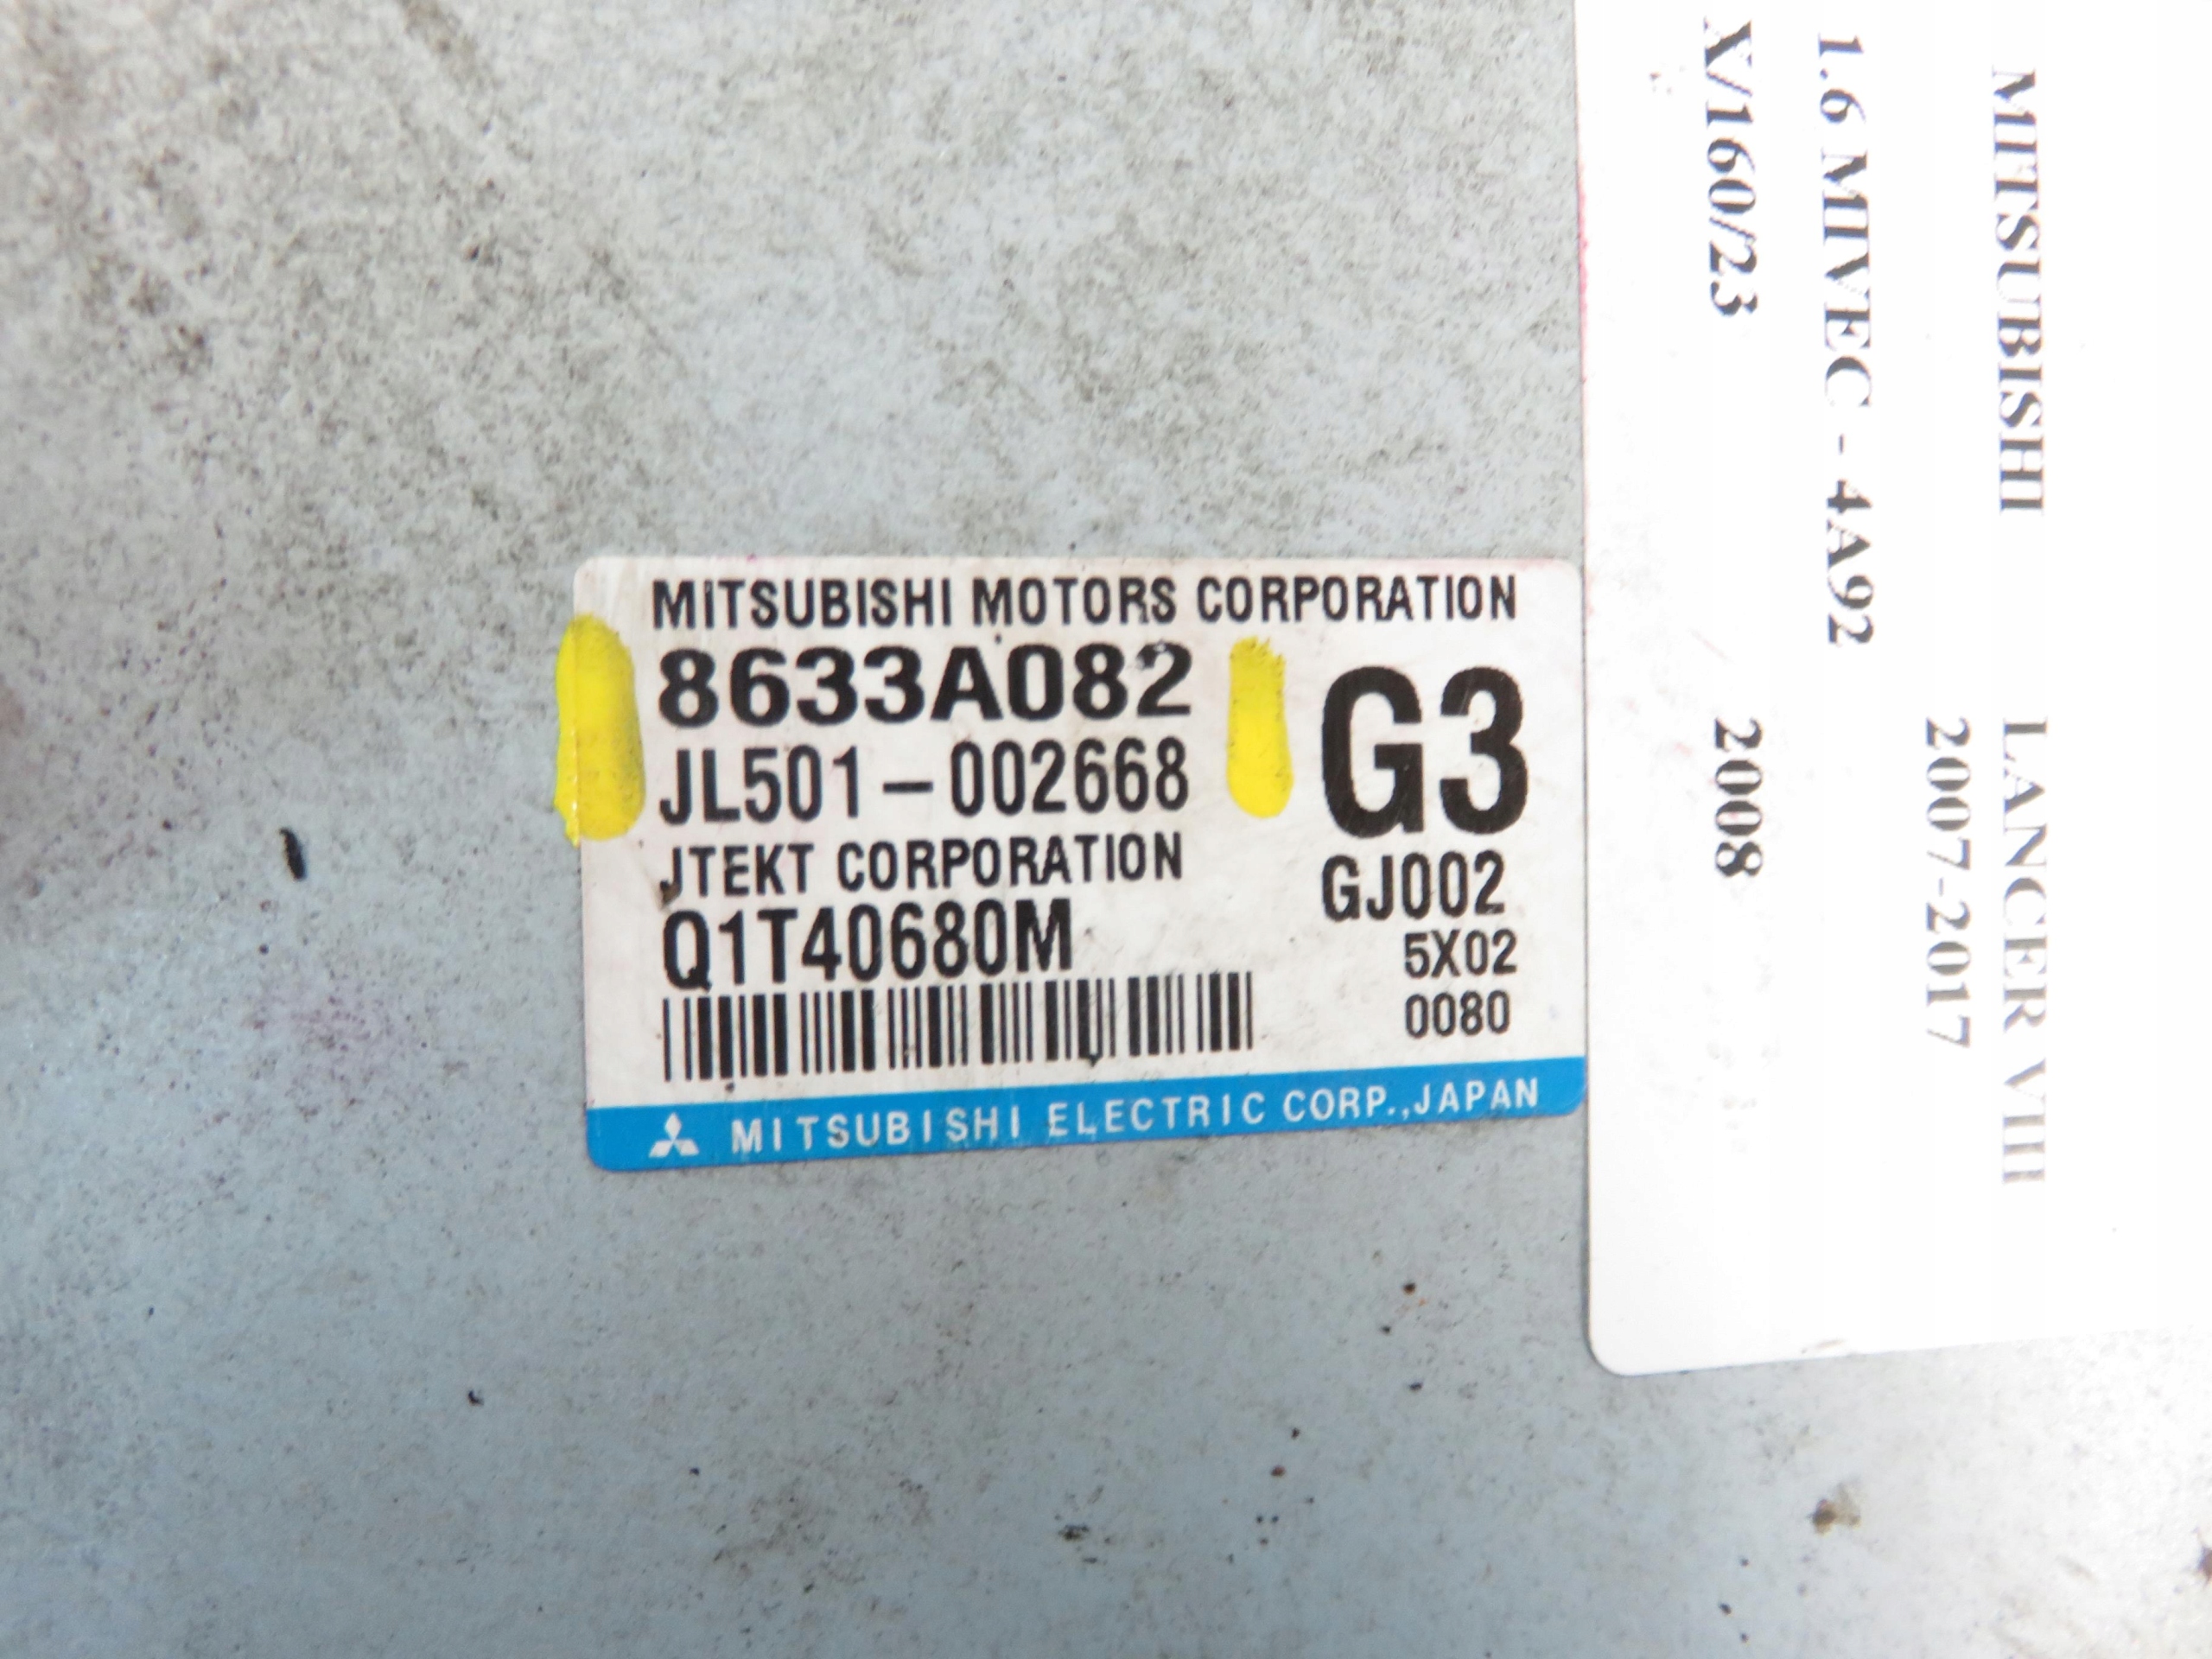 MITSUBISHI MOTORS CORPORATION
8633A082
G3
JL501-002668
JTEKT CORPORATION
GJ002
Q1T40680M
5X02
0080
MITSUBISHI ELECTRIC CORP.,JAPAN
MITSUBISHI LANCER VIII
2007-2017
1.6 MIVEC - 4A92
X/160/23 2008